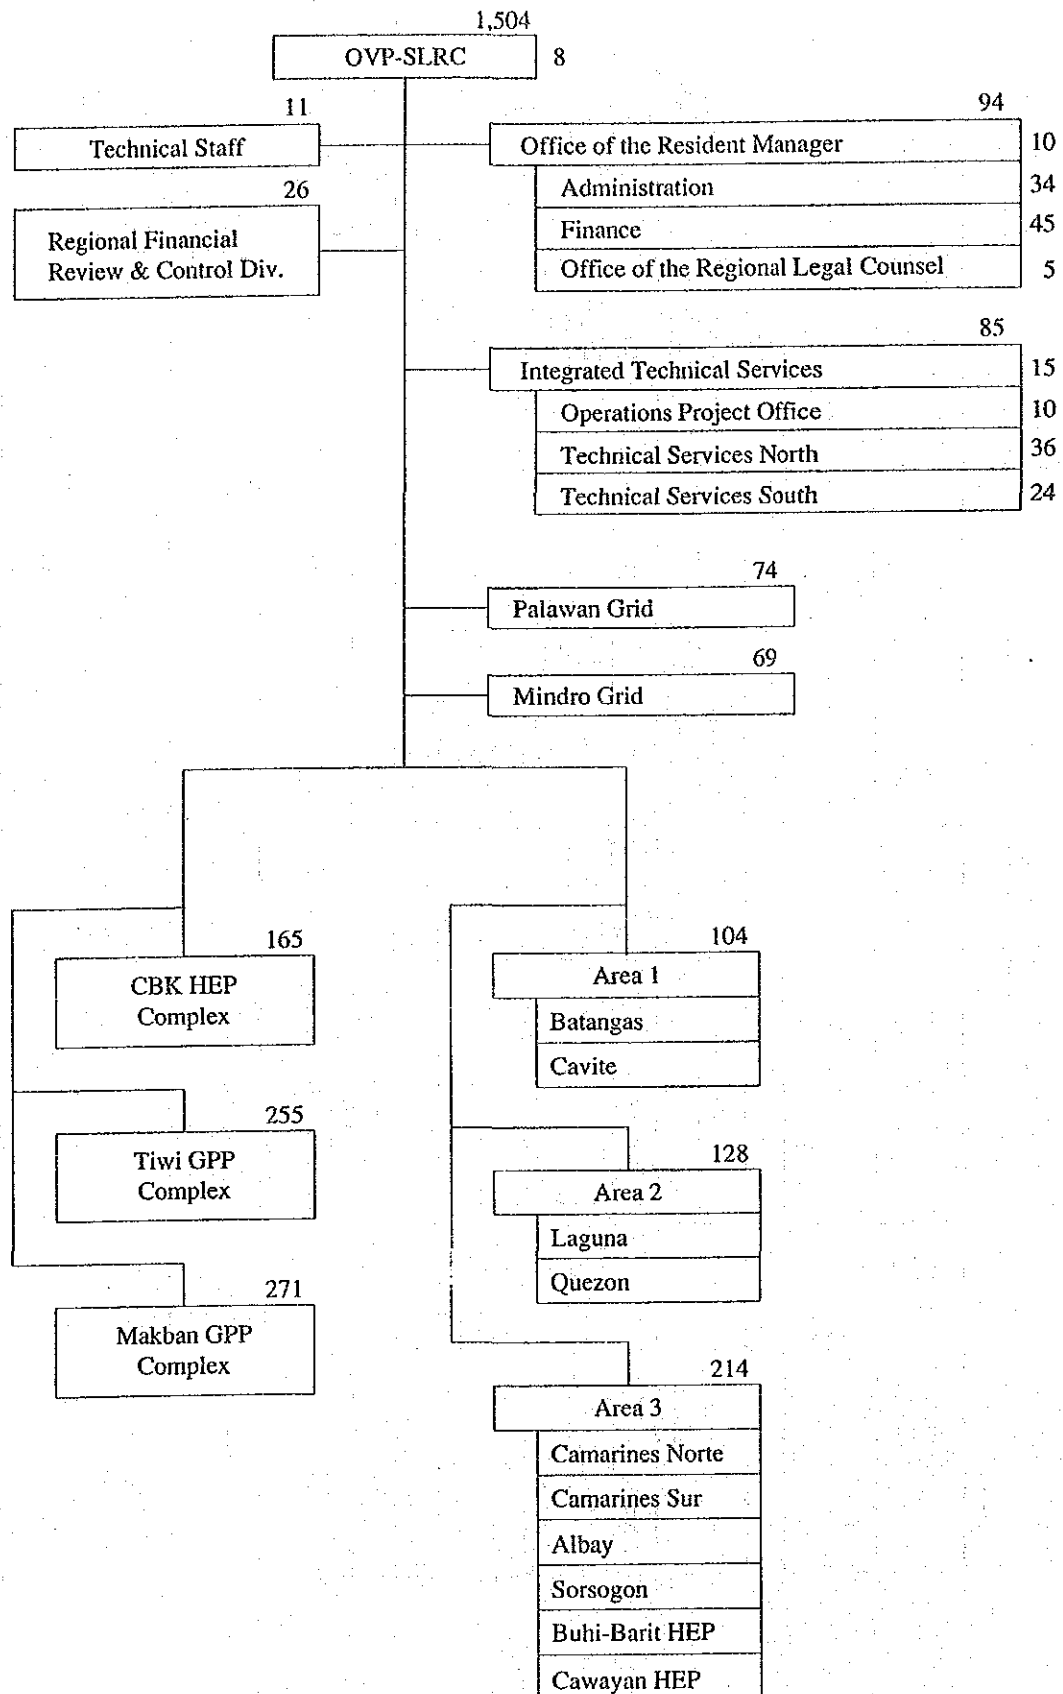 1,504
OVP-SLRC 8
11
Technical Staff
26
Regional Financial
Review & Control Div.
94
Office of the Resident Manager 10
Administration 34
Finance 45
Office of the Regional Legal Counsel 5
85
Integrated Technical Services 15
Operations Project Office 10
Technical Services North 36
Technical Services South 24
74
Palawan Grid
69
Mindro Grid
165
CBK HEP
Complex
255
Tiwi GPP
Complex
271
Makban GPP
Complex
104
Area 1
Batangas
Cavite
128
Area 2
Laguna
Quezon
214
Area 3
Camarines Norte
Camarines Sur
Albay
Sorsogon
Buhi-Barit HEP
Cawayan HEP